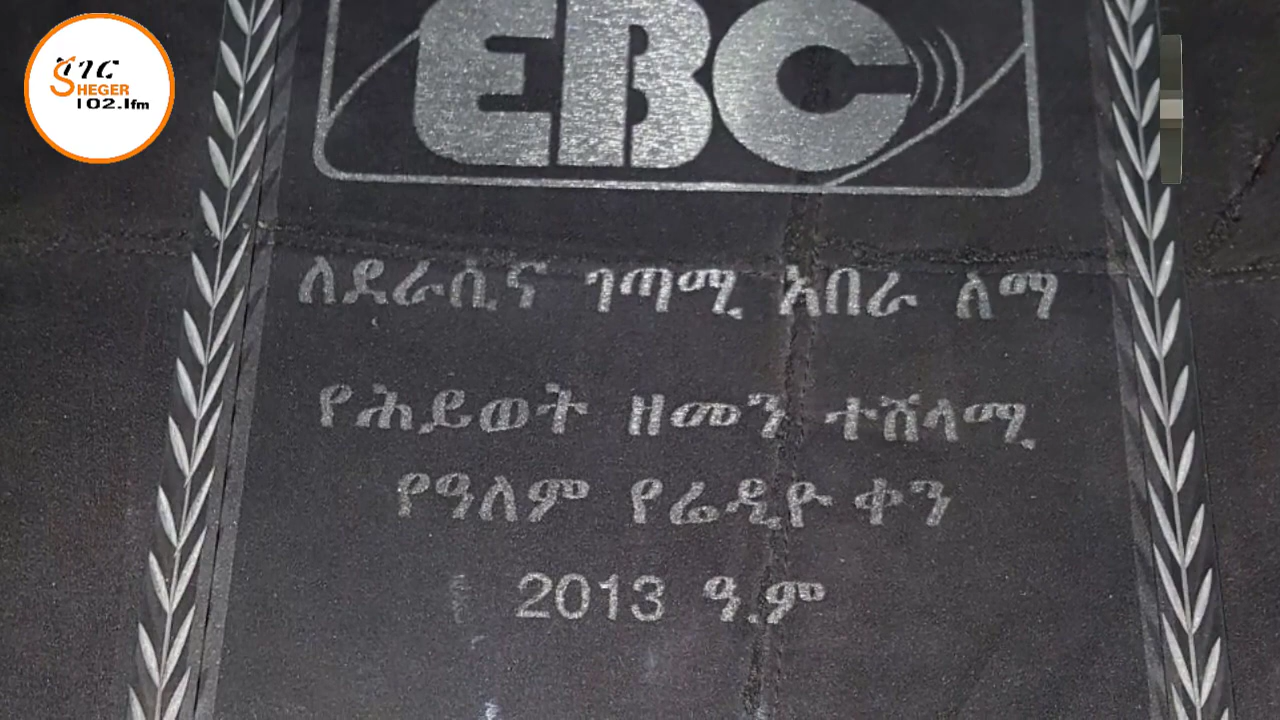 ሸገር
SHEGER
102.1fm
EBC
ለደራሲና ገጣሚ አበራ ለማ
የሕይወት ዘመን ተሸላሚ
የዓለም የሬዲዮ ቀን
2013 ዓ.ም